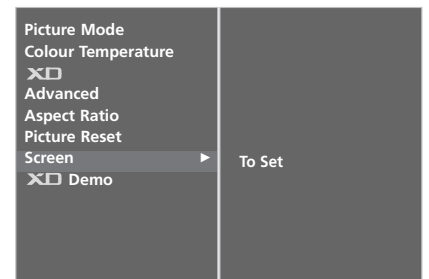 Picture Mode
Colour Temperature
XD
Advanced
Aspect Ratio
Picture Reset
Screen ►
To Set
XD Demo